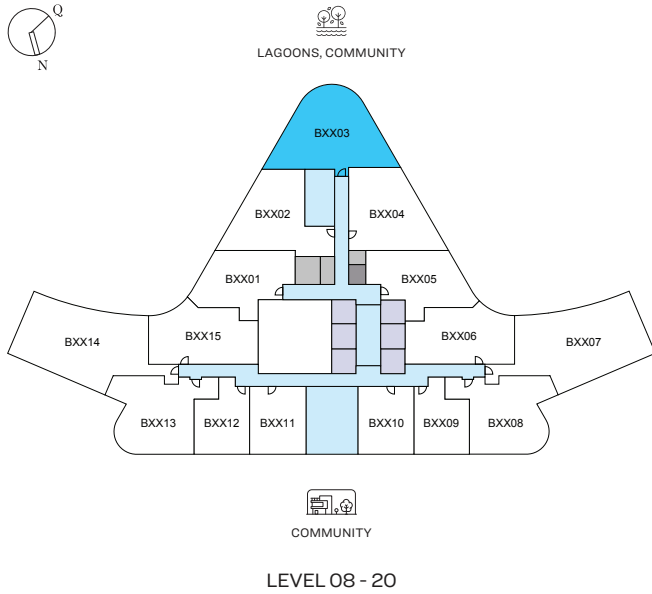 Q
N
LAGOONS, COMMUNITY
BXX03
BXX02
BXX04
BXX01
BXX05
BXX14
BXX15
BXX06
BXX07
BXX13
BXX12
BXX11
BXX10
BXX09
BXX08
COMMUNITY
LEVEL 08 - 20